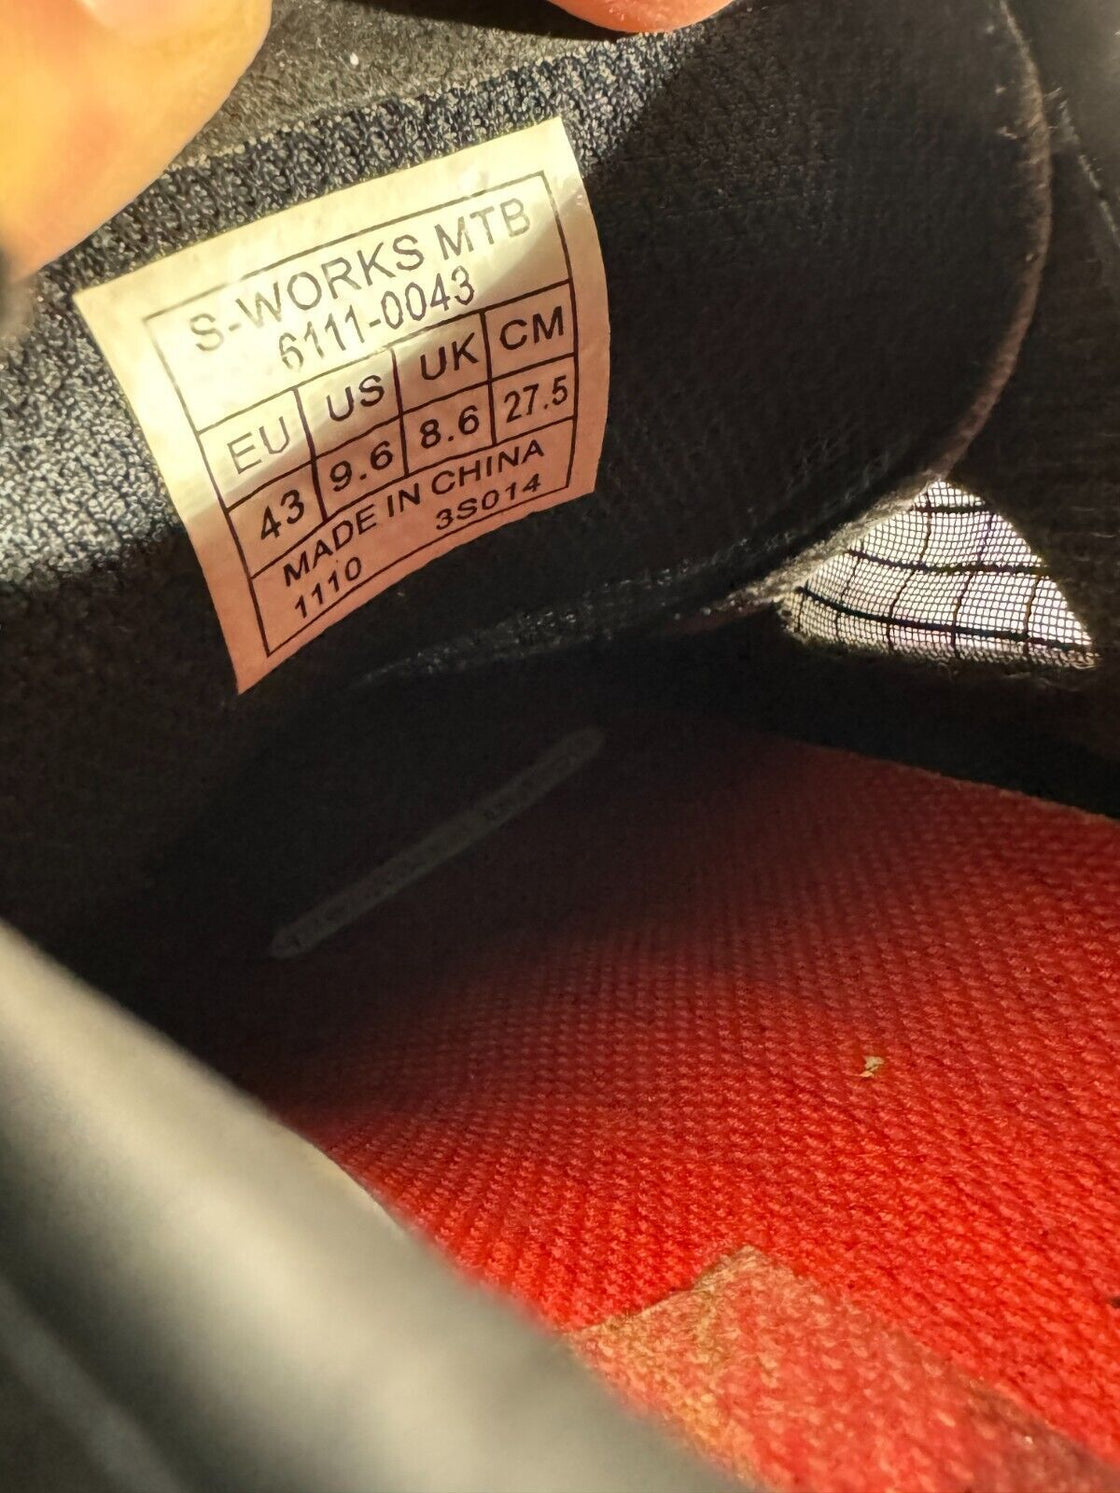 S-WORKS MTB
6111-0043
EU US UK CM
43 9.6 8.6 27.5
MADE IN CHINA
1110 3S014